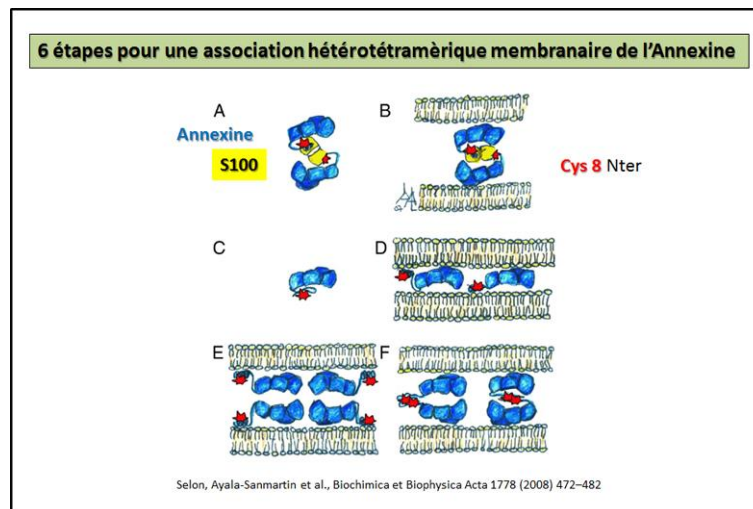 6 étapes pour une association hétérotétramèrique membranaire de l'Annexine
A
B
Annexine
S100
Cys 8 Nter
C
D
E
F
Selon, Ayala-Sanmartin et al., Biochimica et Biophysica Acta 1778 (2008) 472–482